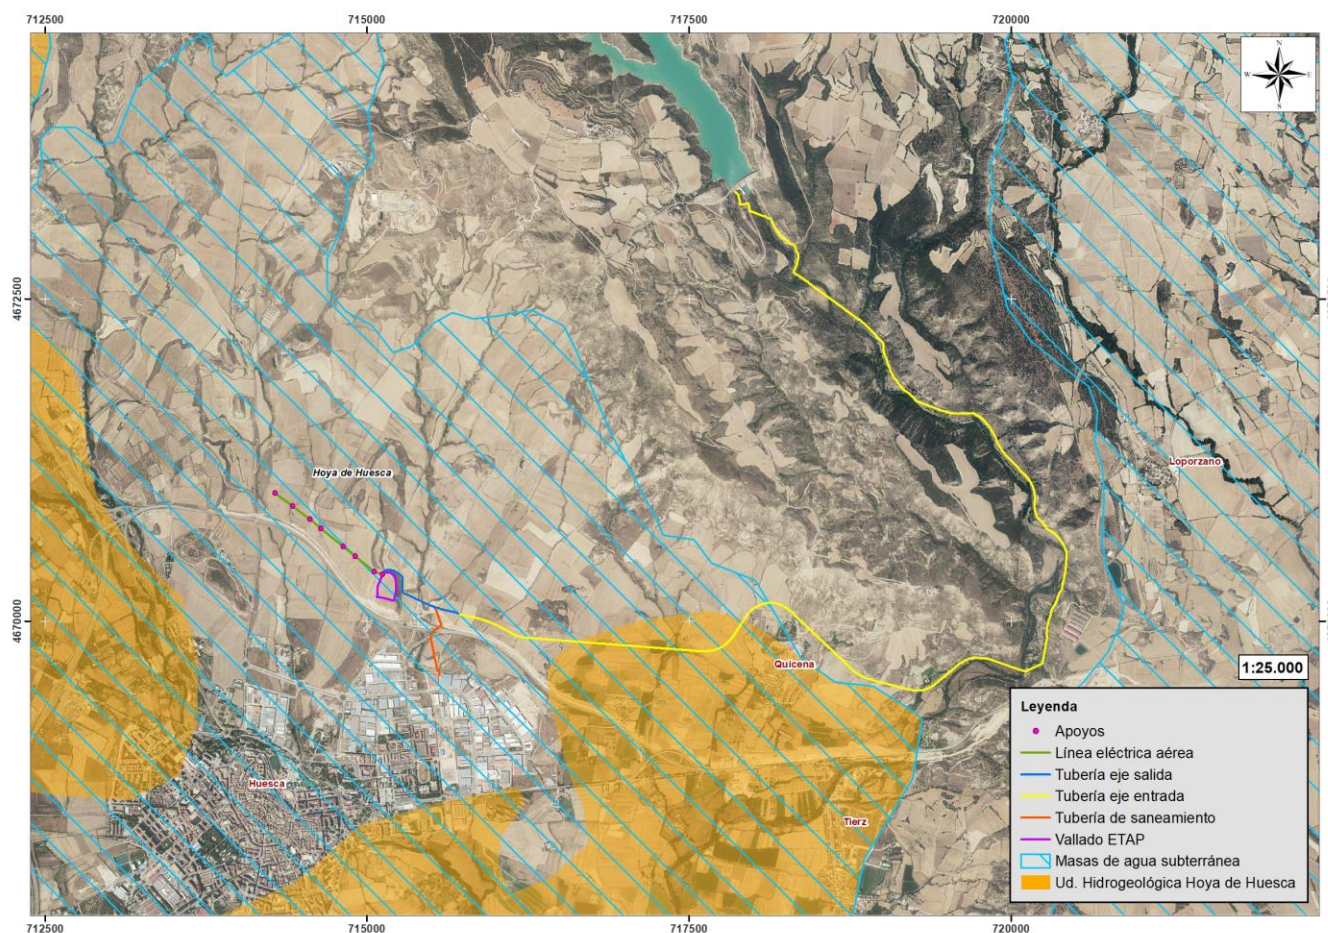 712500 715000 717500 720000
N
W E
S
4672500
Hoya de Huesca
Loporzano
4670000
Quicena
1:25.000
Huesca
Tierz
Leyenda
Apoyos
Línea eléctrica aérea
Tubería eje salida
Tubería eje entrada
Tubería de saneamiento
Vallado ETAP
Masas de agua subterránea
Ud. Hidrogeológica Hoya de Huesca
712500 715000 717500 720000